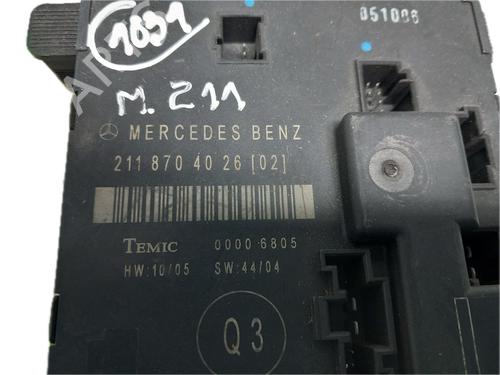 1031
051006
M. 211
MERCEDES BENZ
211 870 40 26 [02]
TEMIC 0000 6805
HW:10/05 SW:44/04
Q3